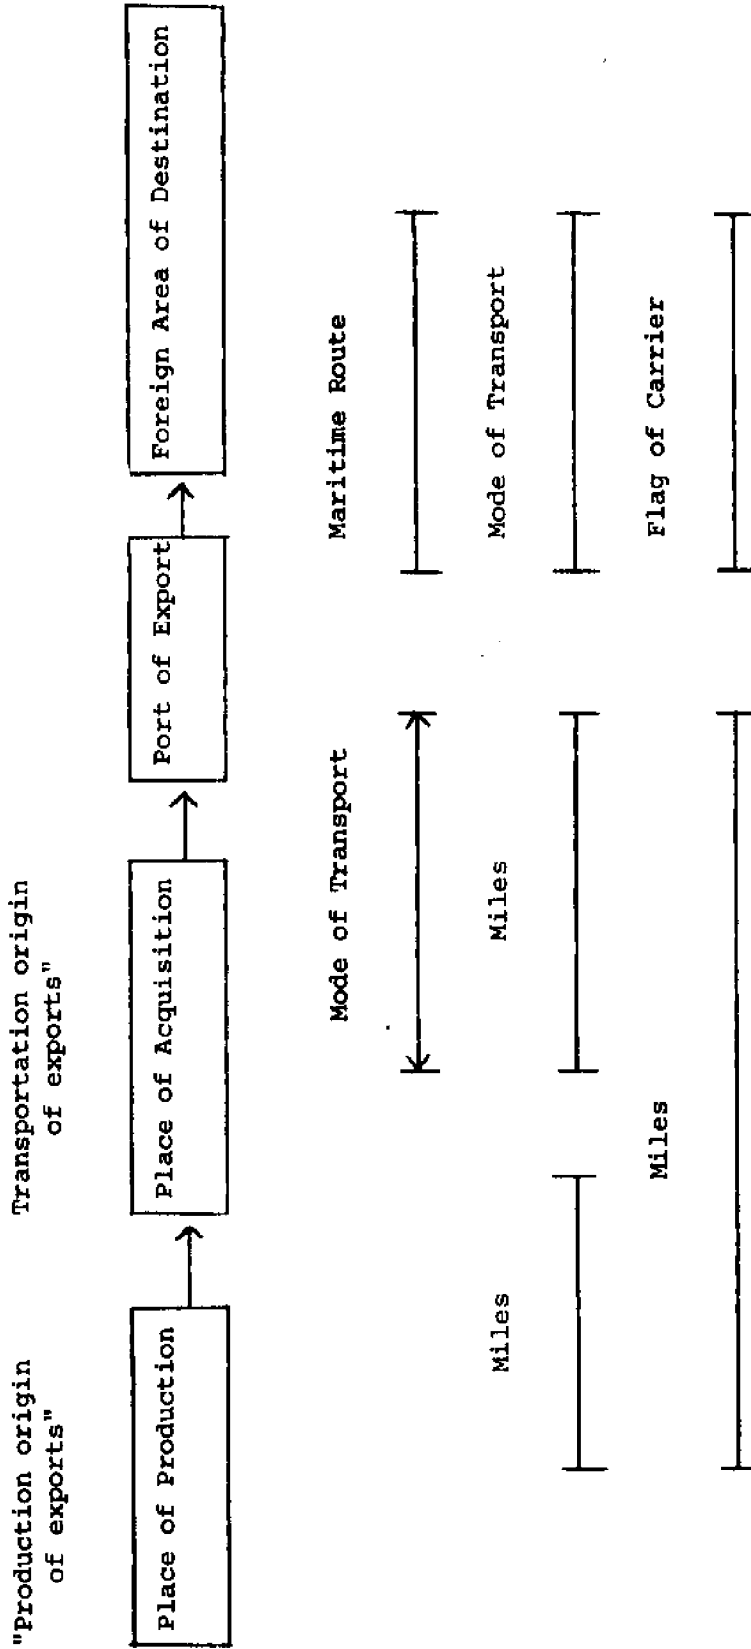 "Production origin
of exports"
Transportation origin
of exports"
Place of Production
Place of Acquisition
Port of Export
Foreign Area of Destination
Mode of Transport
Maritime Route
Miles
Miles
Mode of Transport
Miles
Flag of Carrier